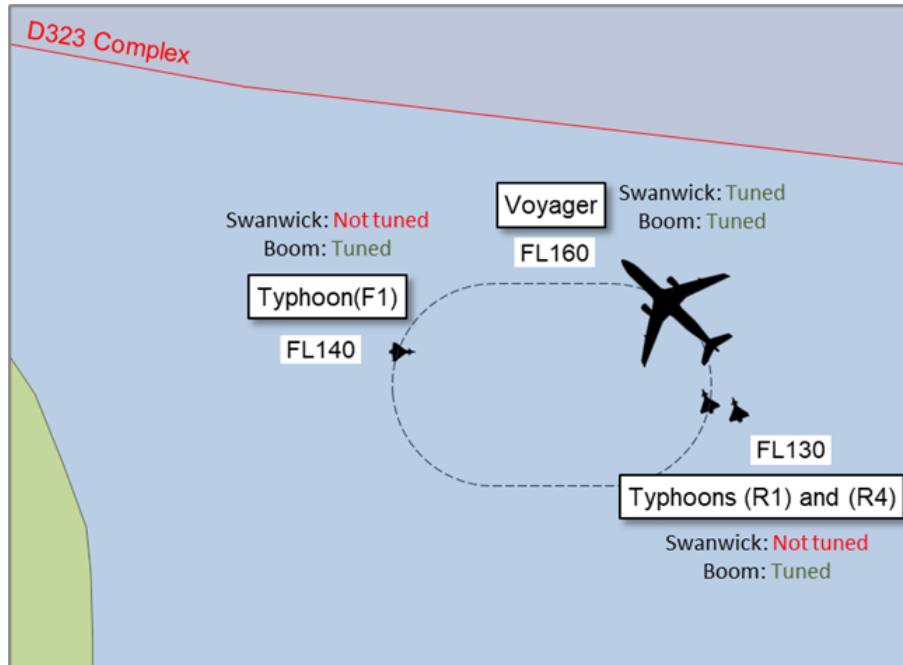 D323 Complex
Voyager
Swanwick: Tuned
Boom: Tuned
FL160
Swanwick: Not tuned
Boom: Tuned
Typhoon(F1)
FL140
FL130
Typhoons (R1) and (R4)
Swanwick: Not tuned
Boom: Tuned